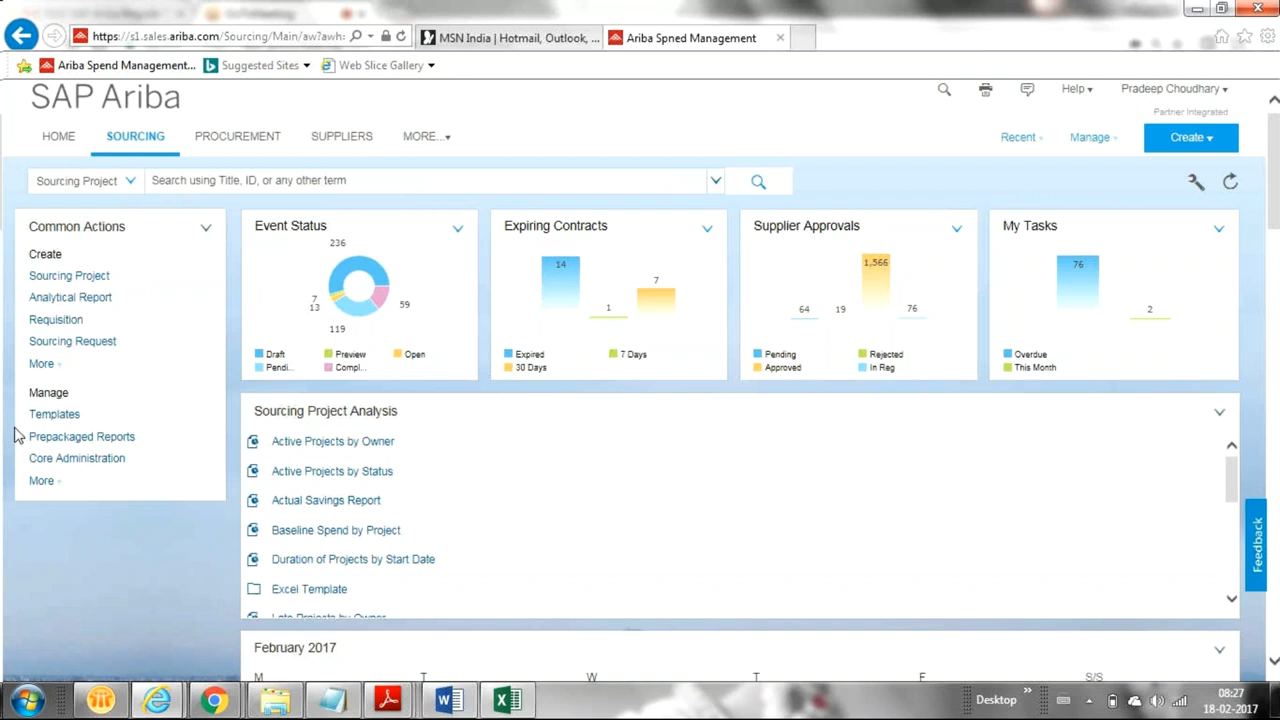 https://s1.sales.ariba.com/Sourcing/Main/aw?awh:
MSN India | Hotmail, Outlook, ...
Ariba Spned Management
Ariba Spend Management...
Suggested Sites
Web Slice Gallery
SAP Ariba
Help
Pradeep Choudhary
Partner Integrated
HOME
SOURCING
PROCUREMENT
SUPPLIERS
MORE...
Recent
Manage
Create
Sourcing Project
Search using Title, ID, or any other term
Common Actions
Create
Sourcing Project
Analytical Report
Requisition
Sourcing Request
More
Manage
Templates
Prepackaged Reports
Core Administration
More
Event Status
236
7
13
59
119
Draft
Preview
Open
Pendi...
Compl...
Expiring Contracts
14
1
7
Expired
7 Days
30 Days
Supplier Approvals
64
19
1,566
76
Pending
Rejected
Approved
In Reg
My Tasks
76
2
Overdue
This Month
Sourcing Project Analysis
Active Projects by Owner
Active Projects by Status
Actual Savings Report
Baseline Spend by Project
Duration of Projects by Start Date
Excel Template
Late Projects by Owner
Feedback
February 2017
M T W T F S/S
Desktop
08:27
18-02-2017